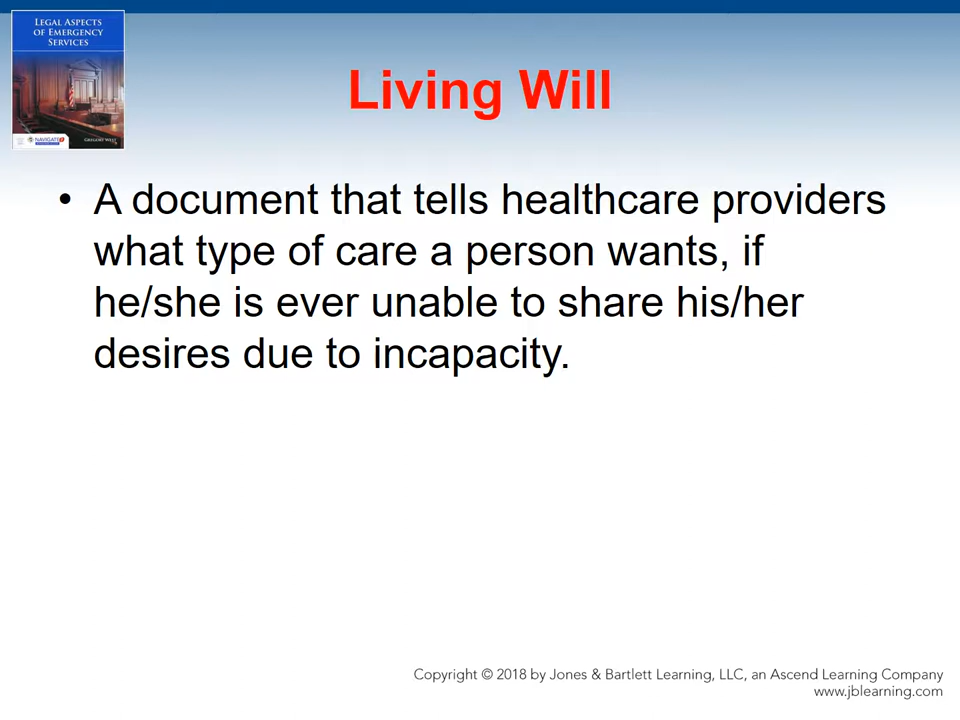 LEGAL ASPECTS
OF EMERGENCY
SERVICES
NAVIGATE 2
Living Will
• A document that tells healthcare providers
what type of care a person wants, if
he/she is ever unable to share his/her
desires due to incapacity.
Copyright © 2018 by Jones & Bartlett Learning, LLC, an Ascend Learning Company
www.jblearning.com